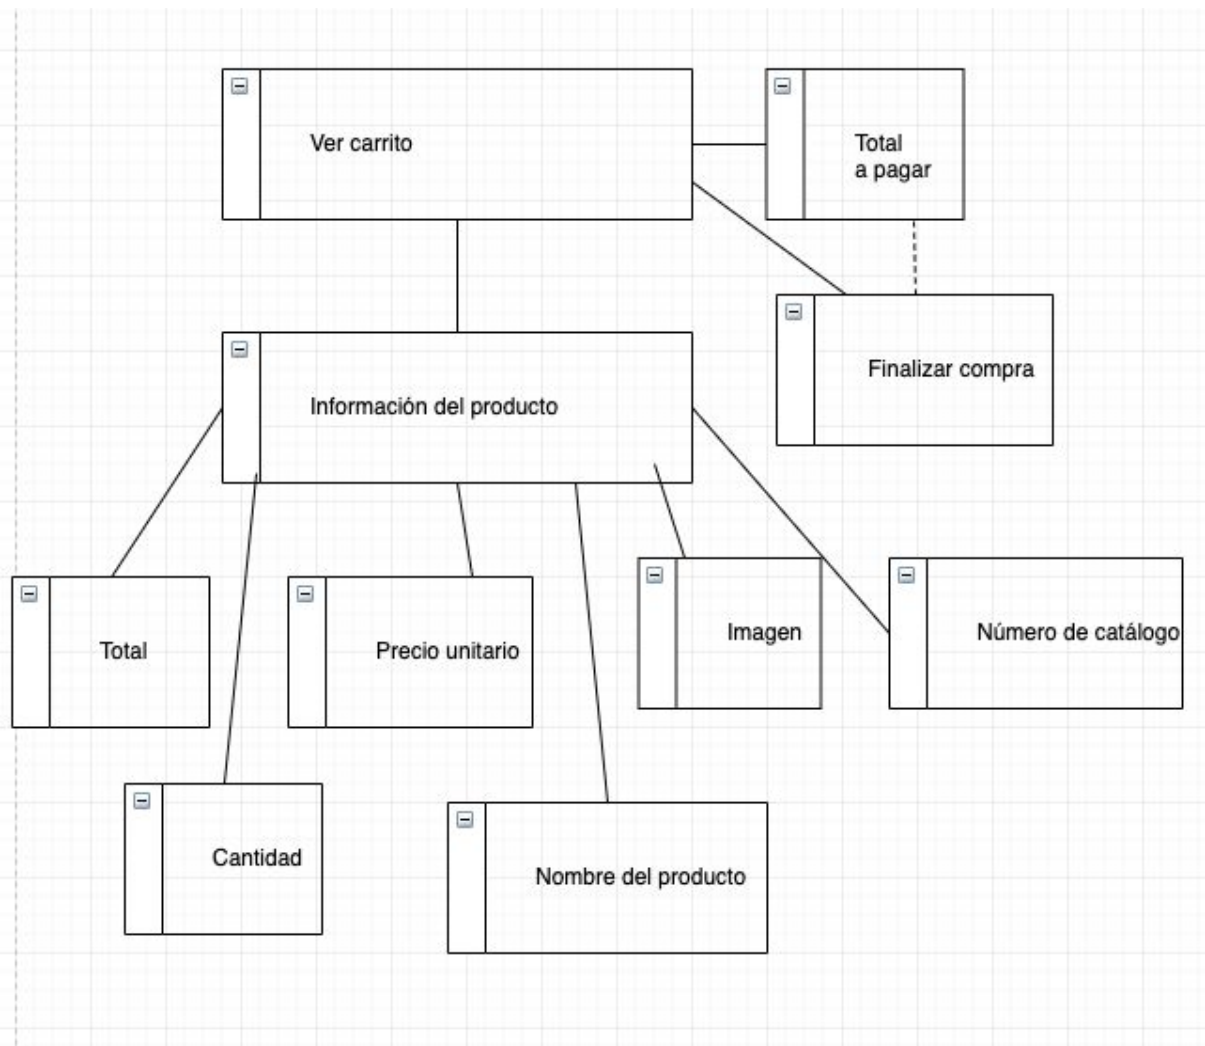 Ver carrito
Total
a pagar
Finalizar compra
Información del producto
Total
Precio unitario
Imagen
Número de catálogo
Cantidad
Nombre del producto